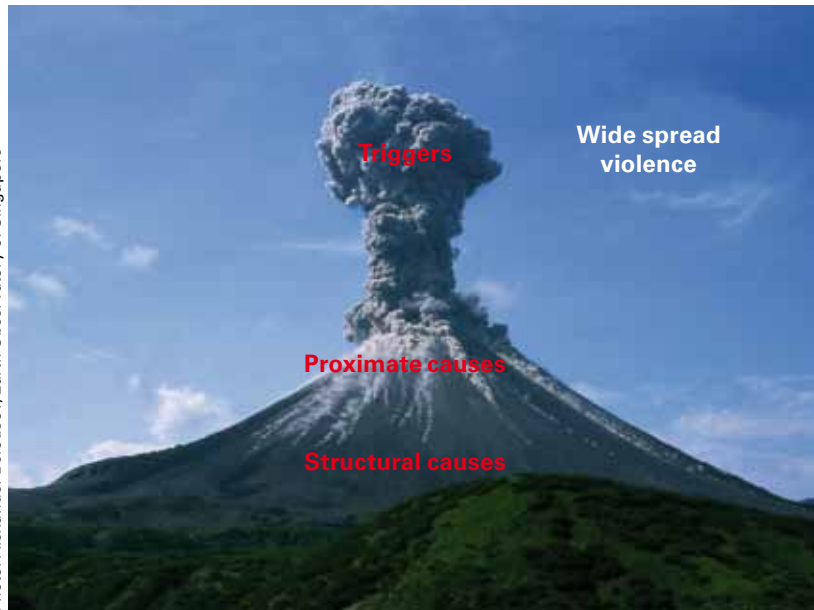 Triggers
Wide spread
violence
Proximate causes
Structural causes